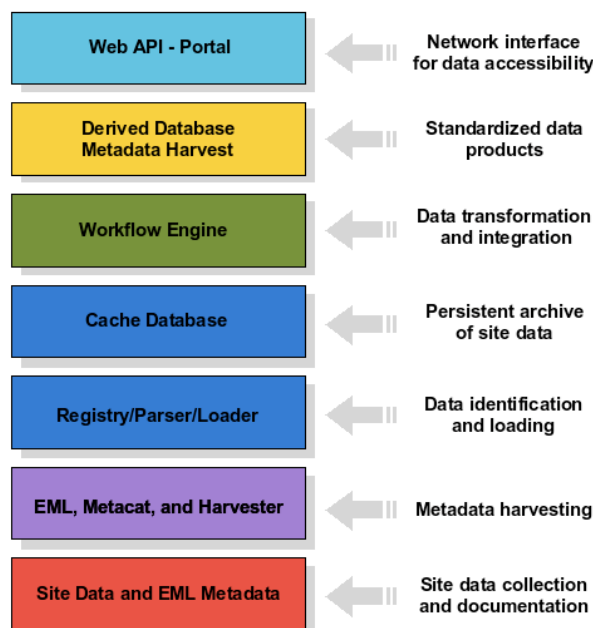 Web API - Portal
Network interface
for data accessibility
Derived Database
Metadata Harvest
Standardized data
products
Workflow Engine
Data transformation
and integration
Cache Database
Persistent archive
of site data
Registry/Parser/Loader
Data identification
and loading
EML, Metacat, and Harvester
Metadata harvesting
Site Data and EML Metadata
Site data collection
and documentation